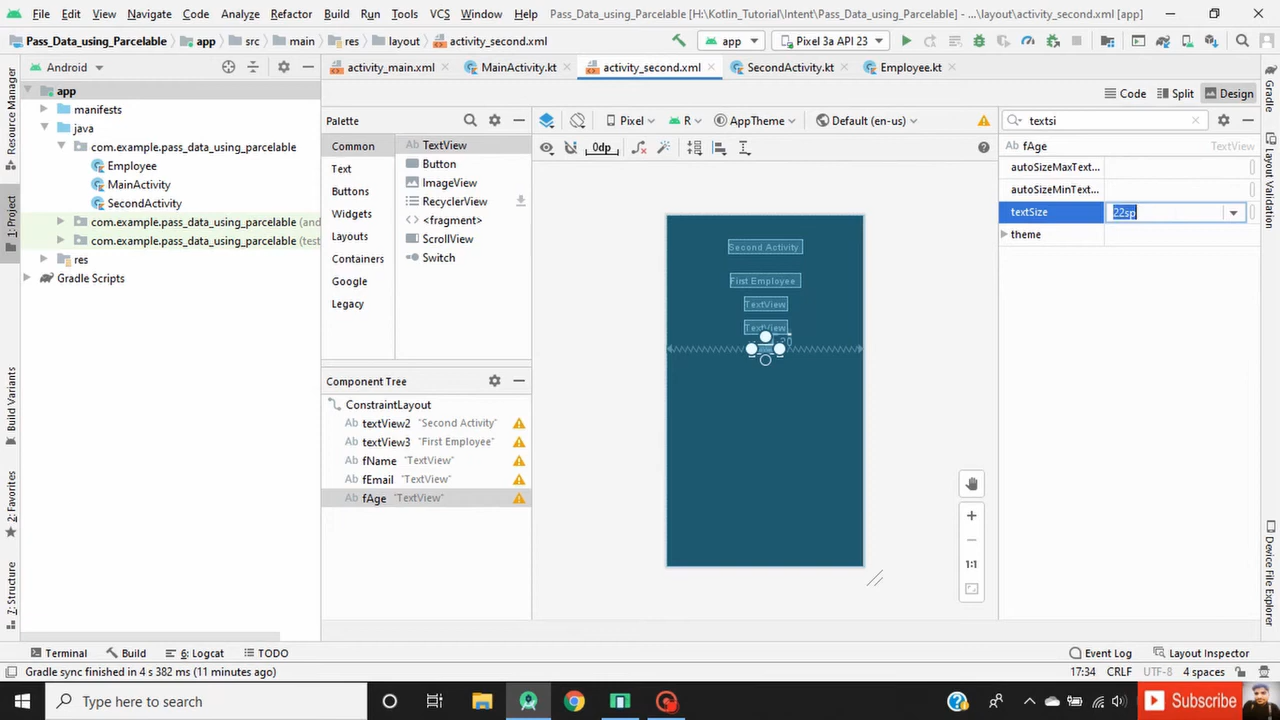 File Edit View Navigate Code Analyze Refactor Build Run Tools VCS Window Help Pass_Data_using_Parcelable [H:\Kotlin_Tutorial\Intent\Pass_Data_using_Parcelable] - ...\layout\activity_second.xml [app]
Pass_Data_using_Parcelable app src main res layout activity_second.xml app Pixel 3a API 23
Android activity_main.xml MainActivity.kt activity_second.xml SecondActivity.kt Employee.kt
Resource Manager
1: Project
Build Variants
2: Favorites
7: Structure
app
manifests
java
com.example.pass_data_using_parcelable
Employee
MainActivity
SecondActivity
com.example.pass_data_using_parcelable (and
com.example.pass_data_using_parcelable (test
res
Gradle Scripts
Code Split Design
Palette
Common
Text
Buttons
Widgets
Layouts
Containers
Google
Legacy
Ab TextView
Button
ImageView
RecyclerView
<fragment>
ScrollView
Switch
Component Tree
ConstraintLayout
Ab textView2 "Second Activity"
Ab textView3 "First Employee"
Ab fName "TextView"
Ab fEmail "TextView"
Ab fAge "TextView"
Pixel R AppTheme Default (en-us)
0dp
Second Activity
First Employee
TextView
TextView
1:1
textsi
Ab fAge TextView
autoSizeMaxText...
autoSizeMinText...
textSize 22sp
theme
Gradle
Layout Validation
Device File Explorer
Terminal Build 6: Logcat TODO Event Log Layout Inspector
Gradle sync finished in 4 s 382 ms (11 minutes ago) 17:34 CRLF UTF-8 4 spaces
Type here to search
Subscribe